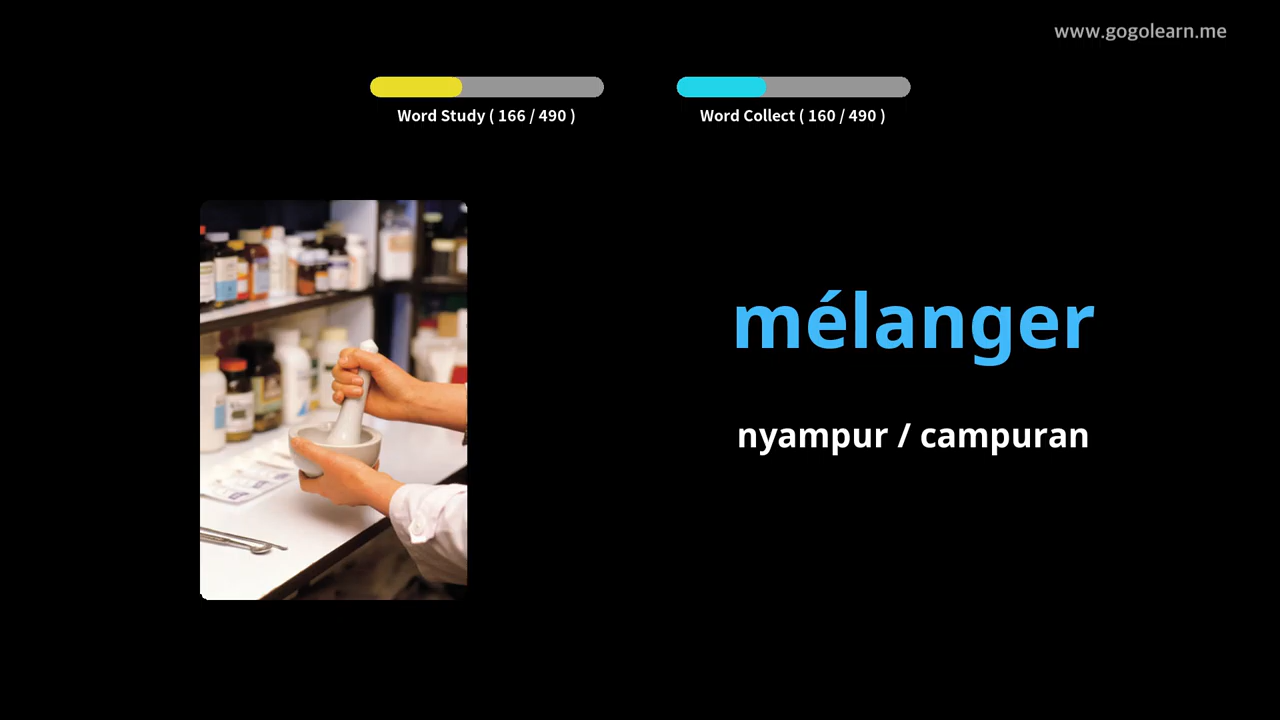 www.gogolearn.me
Word Study ( 166 / 490 )
Word Collect ( 160 / 490 )
mélanger
nyampur / campuran